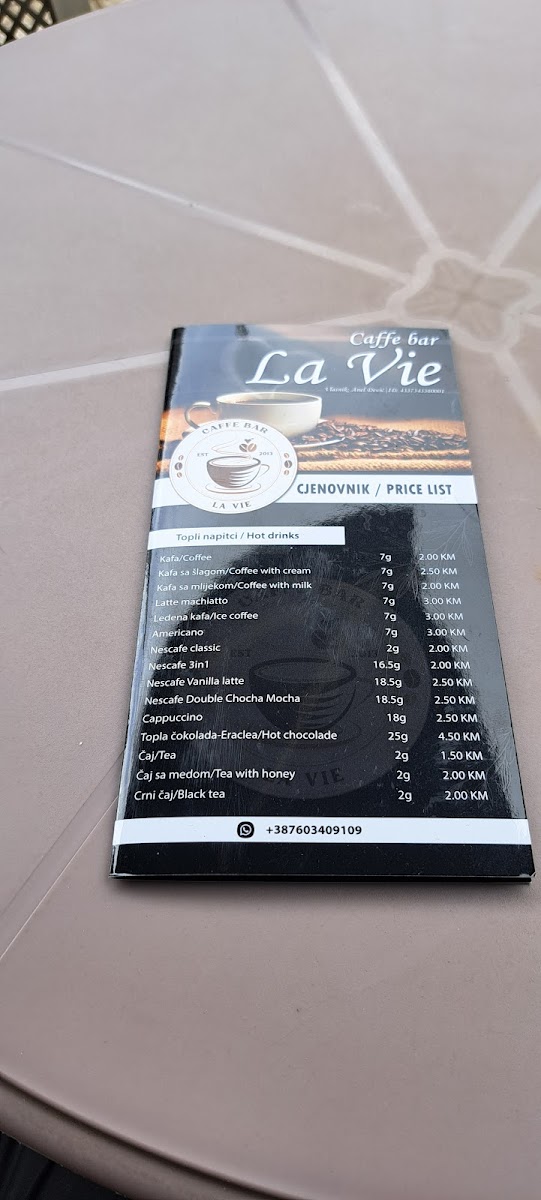 Caffe bar
La Vie
CAFFE BAR
EST 2013
LA VIE
CJENOVNIK / PRICE LIST
Topli napitci / Hot drinks
Kafa/Coffee 7g 2.00 KM
Kafa sa šlagom/Coffee with cream 7g 2.50 KM
Kafa sa mlijekom/Coffee with milk 7g 2.00 KM
Latte machiatto 7g 3.00 KM
Ledena kafa/Ice coffee 7g 3.00 KM
Americano 7g 3.00 KM
Nescafe classic 2g 2.00 KM
Nescafe 3in1 16.5g 2.00 KM
Nescafe Vanilla latte 18.5g 2.50 KM
Nescafe Double Chocha Mocha 18.5g 2.50 KM
Cappuccino 18g 2.50 KM
Topla čokolada-Eraclea/Hot chocolade 25g 4.50 KM
Čaj/Tea 2g 1.50 KM
Čaj sa medom/Tea with honey 2g 2.00 KM
Crni čaj/Black tea 2g 2.00 KM
+387603409109